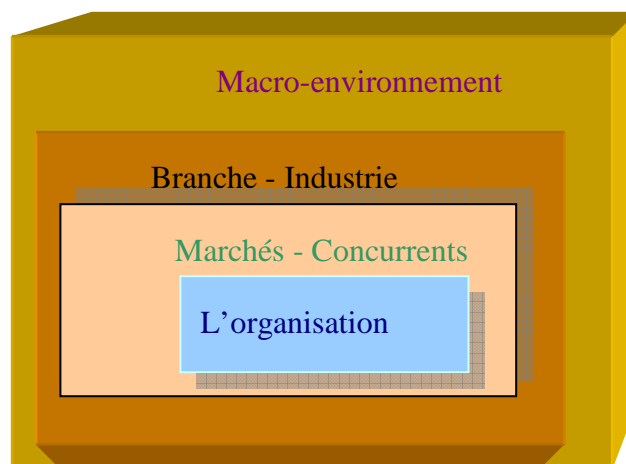 Macro-environnement
Branche - Industrie
Marchés - Concurrents
L’organisation